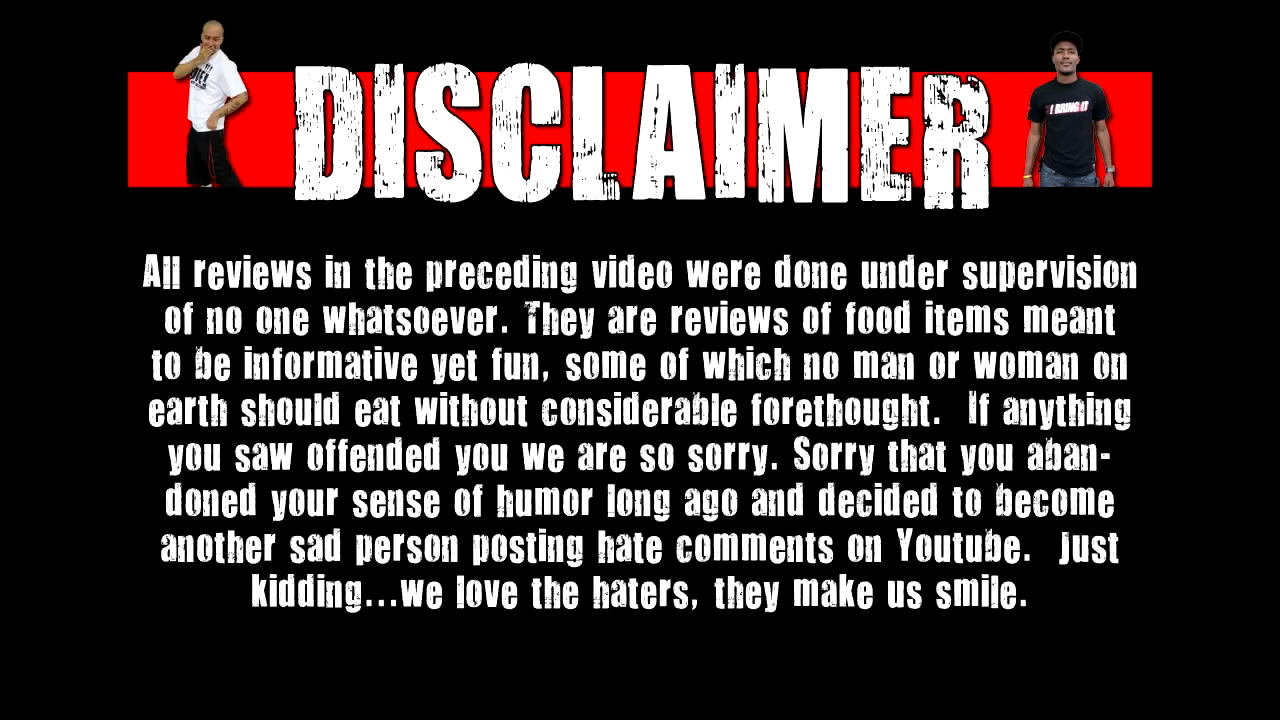 DISCLAIMER
I BRING IT
All reviews in the preceding video were done under supervision
of no one whatsoever. They are reviews of food items meant
to be informative yet fun, some of which no man or woman on
earth should eat without considerable forethought. If anything
you saw offended you we are so sorry. Sorry that you aban-
doned your sense of humor long ago and decided to become
another sad person posting hate comments on Youtube. Just
kidding...we love the haters, they make us smile.